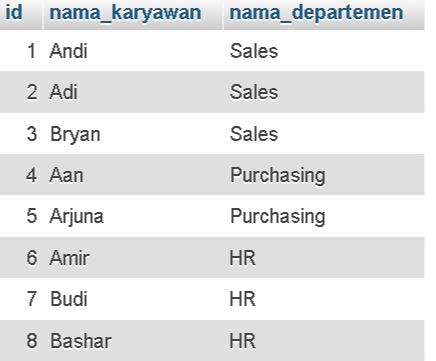 id nama_karyawan nama_departemen
1 Andi Sales
2 Adi Sales
3 Bryan Sales
4 Aan Purchasing
5 Arjuna Purchasing
6 Amir HR
7 Budi HR
8 Bashar HR